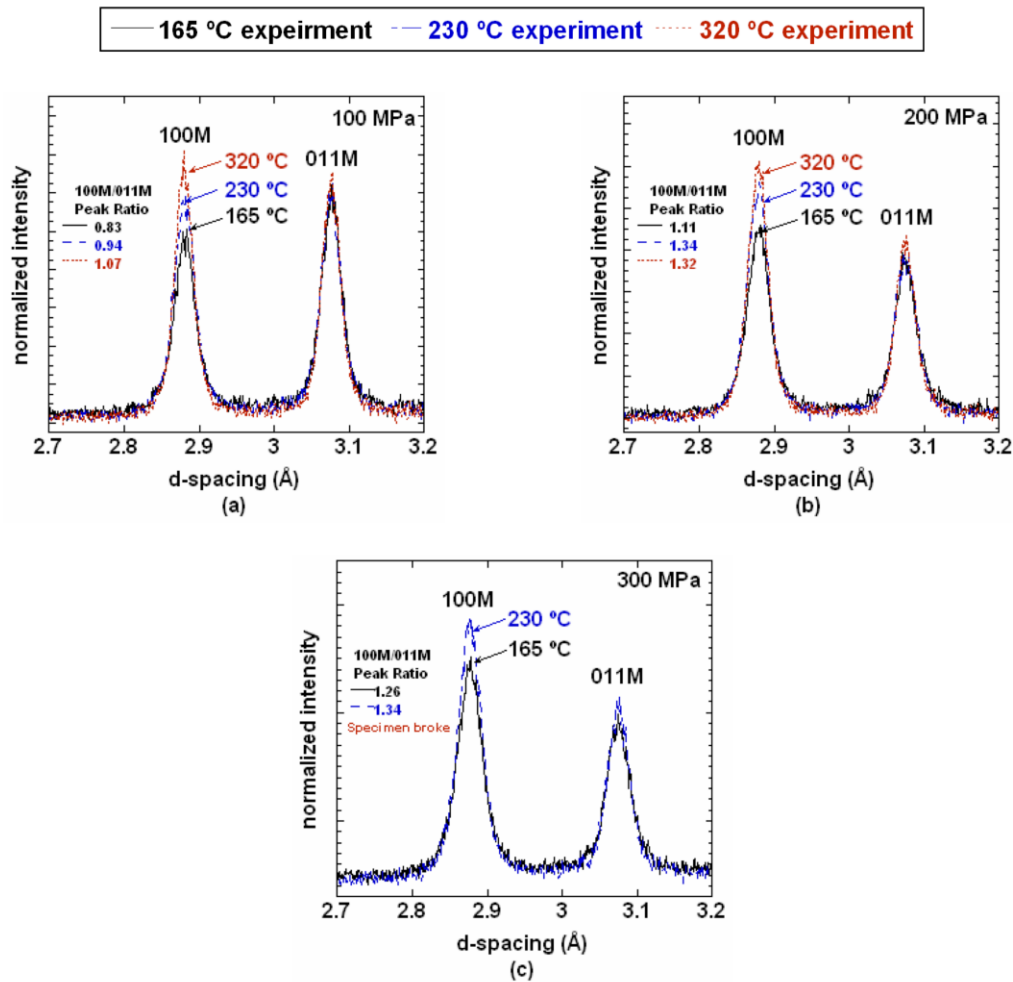 165 ºC expeirment 230 ºC experiment 320 ºC experiment
100 MPa
100M
011M
320 ºC
230 ºC
165 ºC
100M/011M
Peak Ratio
0.83
0.94
1.07
normalized intensity
2.7 2.8 2.9 3 3.1 3.2
d-spacing (Å)
(a)
200 MPa
100M
011M
320 ºC
230 ºC
165 ºC
100M/011M
Peak Ratio
1.11
1.34
1.32
normalized intensity
2.7 2.8 2.9 3 3.1 3.2
d-spacing (Å)
(b)
300 MPa
100M
011M
230 ºC
165 ºC
100M/011M
Peak Ratio
1.26
1.34
Specimen broke
normalized intensity
2.7 2.8 2.9 3 3.1 3.2
d-spacing (Å)
(c)